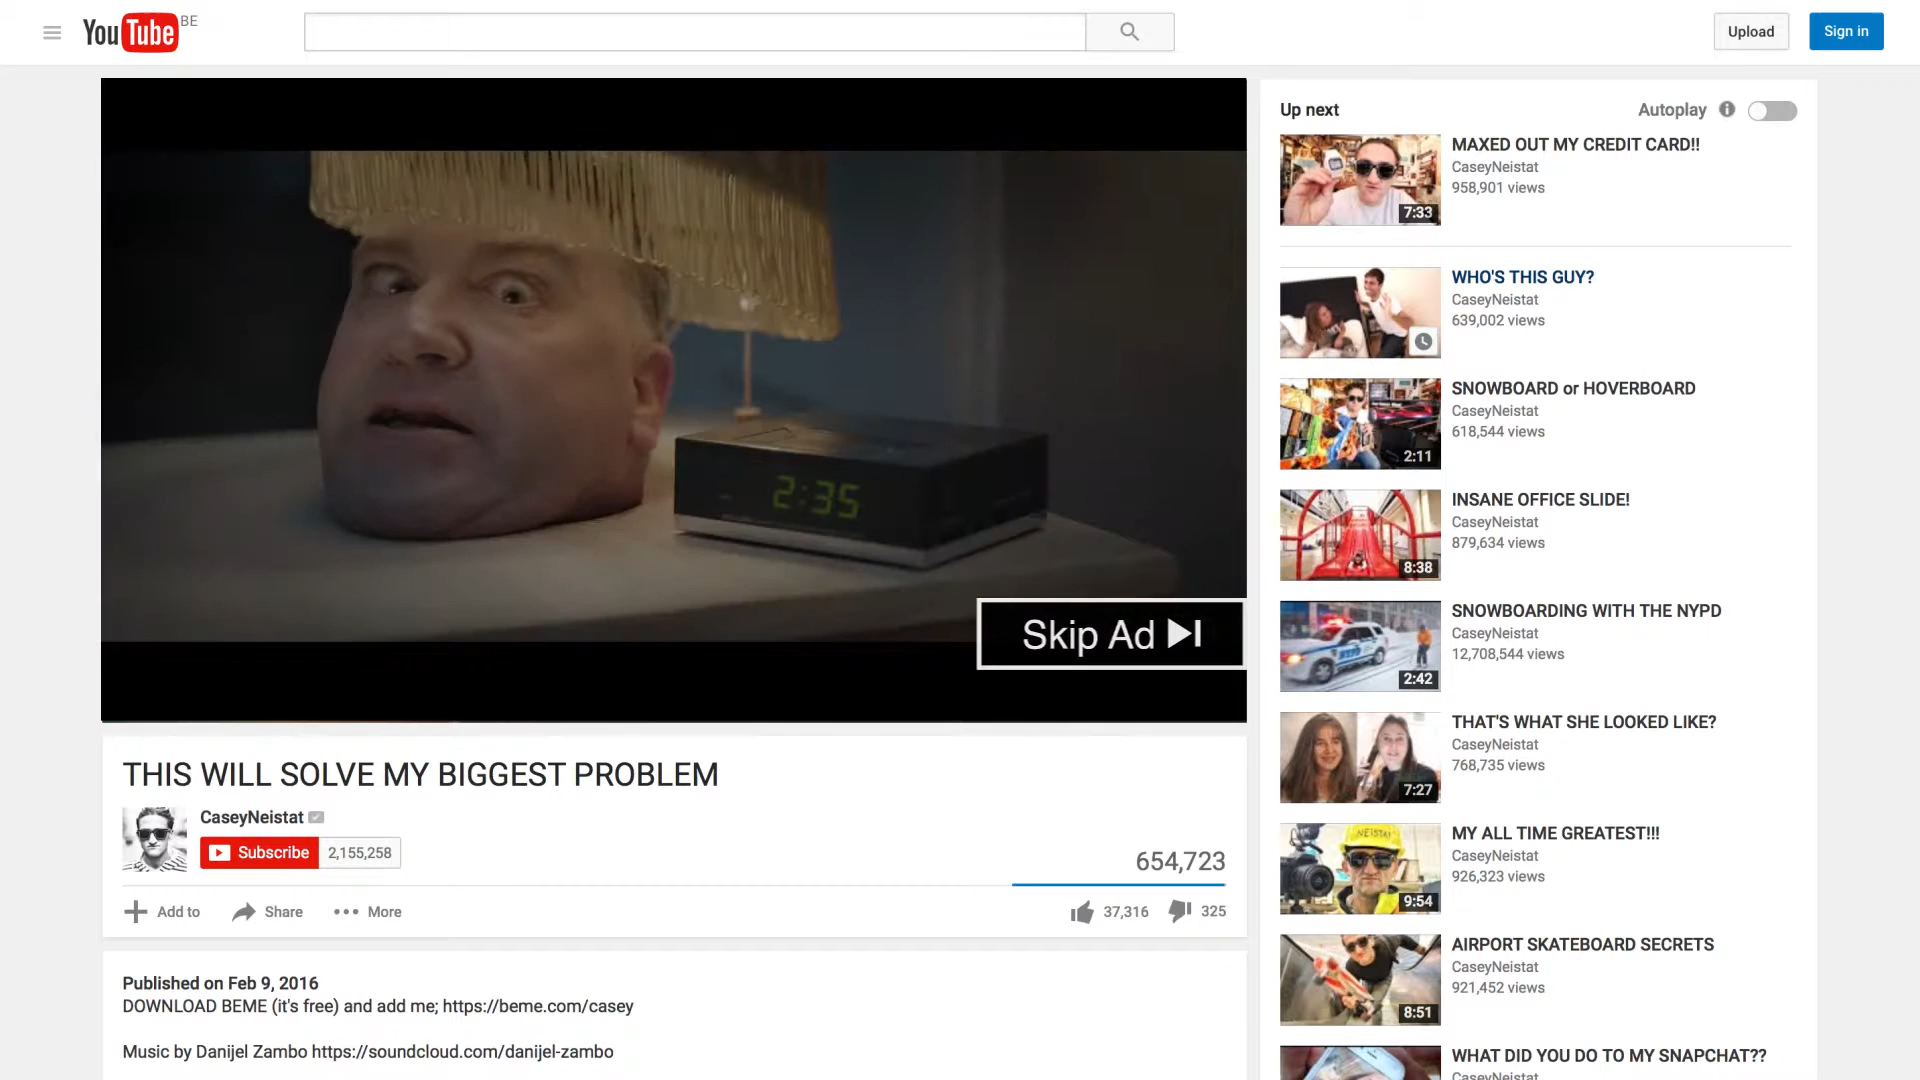 YouTube BE
Upload
Sign in
2:35
Skip Ad
THIS WILL SOLVE MY BIGGEST PROBLEM
CaseyNeistat
Subscribe 2,155,258
654,723
Add to Share More
37,316 325
Published on Feb 9, 2016
DOWNLOAD BEME (it's free) and add me; https://beme.com/casey
Music by Danijel Zambo https://soundcloud.com/danijel-zambo
Up next Autoplay
MAXED OUT MY CREDIT CARD!!
CaseyNeistat
958,901 views
7:33
WHO'S THIS GUY?
CaseyNeistat
639,002 views
SNOWBOARD or HOVERBOARD
CaseyNeistat
618,544 views
2:11
INSANE OFFICE SLIDE!
CaseyNeistat
879,634 views
8:38
SNOWBOARDING WITH THE NYPD
CaseyNeistat
12,708,544 views
NYPD
2:42
THAT'S WHAT SHE LOOKED LIKE?
CaseyNeistat
768,735 views
7:27
MY ALL TIME GREATEST!!!
CaseyNeistat
926,323 views
NEISTAT
9:54
AIRPORT SKATEBOARD SECRETS
CaseyNeistat
921,452 views
8:51
WHAT DID YOU DO TO MY SNAPCHAT??
CaseyNeistat